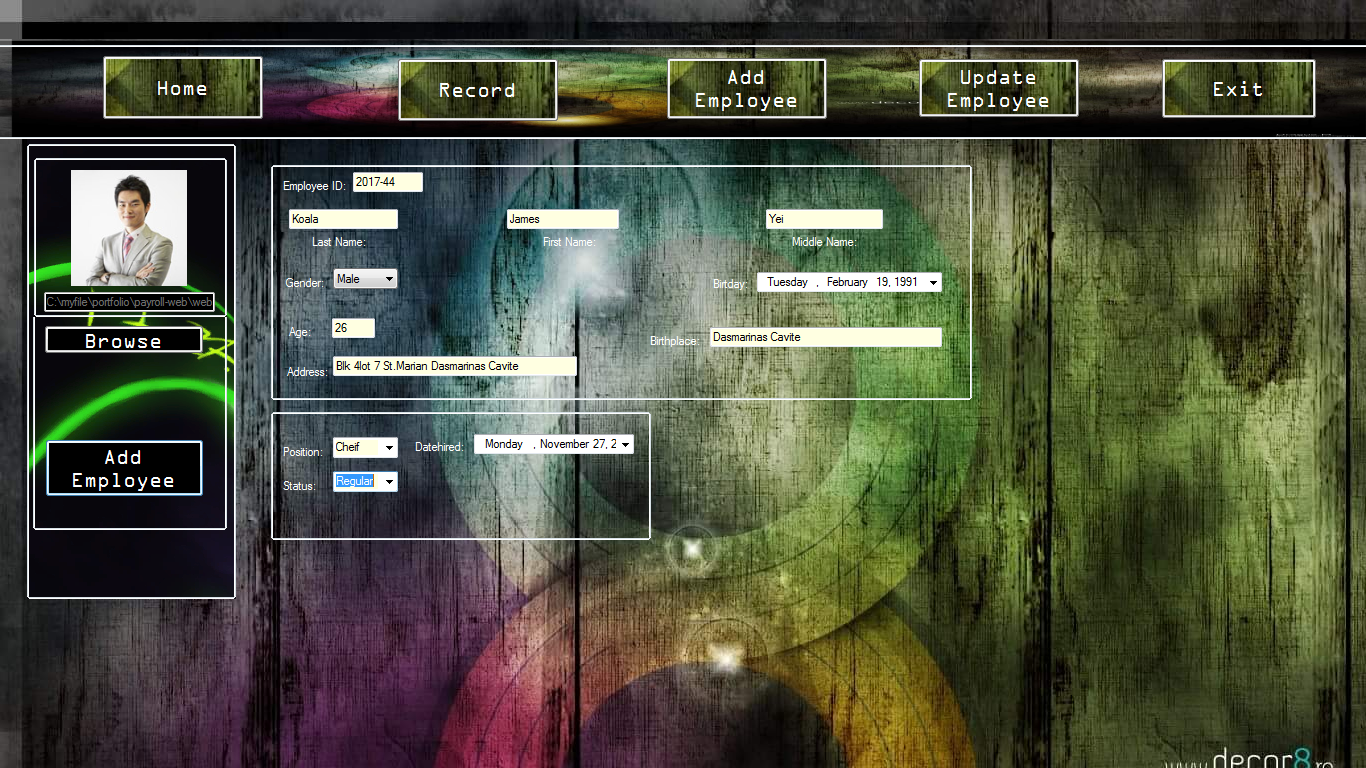 Home
Record
Add
Employee
Update
Employee
Exit
C:\myfile\portfolio\payroll-web\web
Browse
Add
Employee
Employee ID: 2017-44
Koala James Yei
Last Name: First Name: Middle Name:
Gender: Male Birtday: Tuesday , February 19, 1991
Age: 26 Birthplace: Dasmarinas Cavite
Address: Blk 4lot 7 St.Marian Dasmarinas Cavite
Position: Cheif Datehired: Monday , November 27, 2
Status: Regular
www.decor8.ro